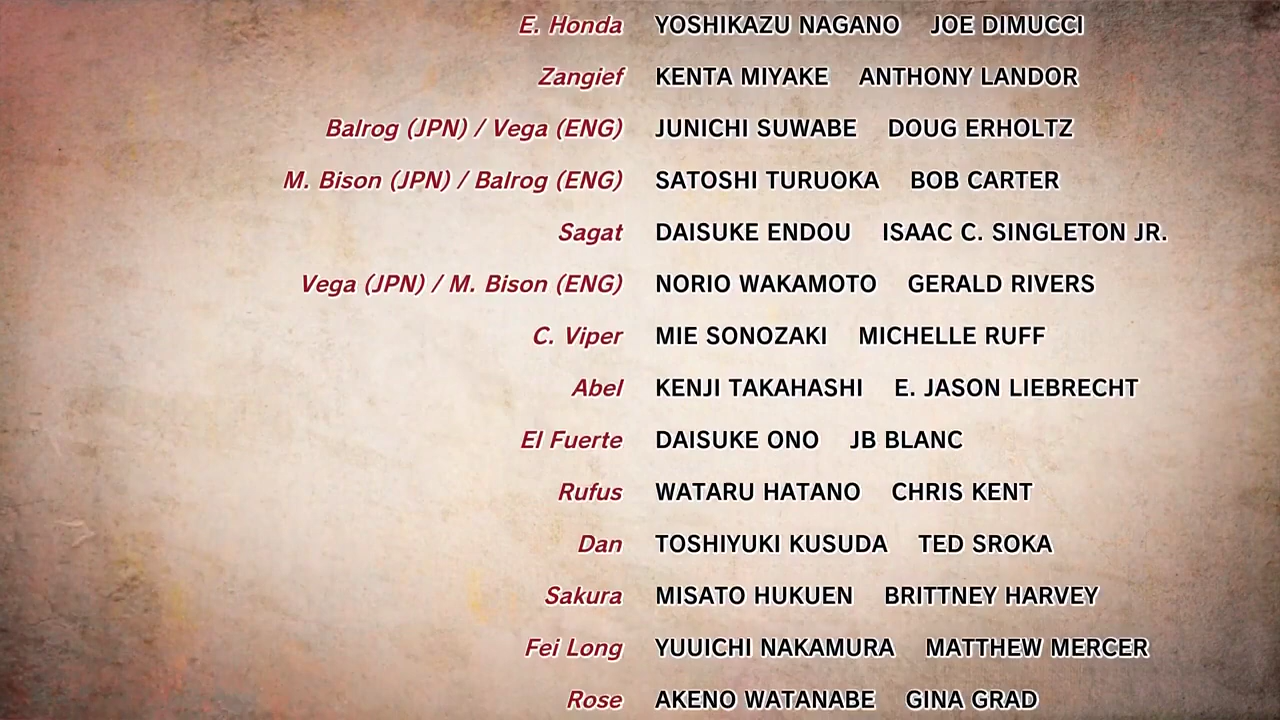 E. Honda YOSHIKAZU NAGANO JOE DIMUCCI
Zangief KENTA MIYAKE ANTHONY LANDOR
Balrog (JPN) / Vega (ENG) JUNICHI SUWABE DOUG ERHOLTZ
M. Bison (JPN) / Balrog (ENG) SATOSHI TURUOKA BOB CARTER
Sagat DAISUKE ENDOU ISAAC C. SINGLETON JR.
Vega (JPN) / M. Bison (ENG) NORIO WAKAMOTO GERALD RIVERS
C. Viper MIE SONOZAKI MICHELLE RUFF
Abel KENJI TAKAHASHI E. JASON LIEBRECHT
El Fuerte DAISUKE ONO JB BLANC
Rufus WATARU HATANO CHRIS KENT
Dan TOSHIYUKI KUSUDA TED SROKA
Sakura MISATO HUKUEN BRITTNEY HARVEY
Fei Long YUUICHI NAKAMURA MATTHEW MERCER
Rose AKENO WATANABE GINA GRAD